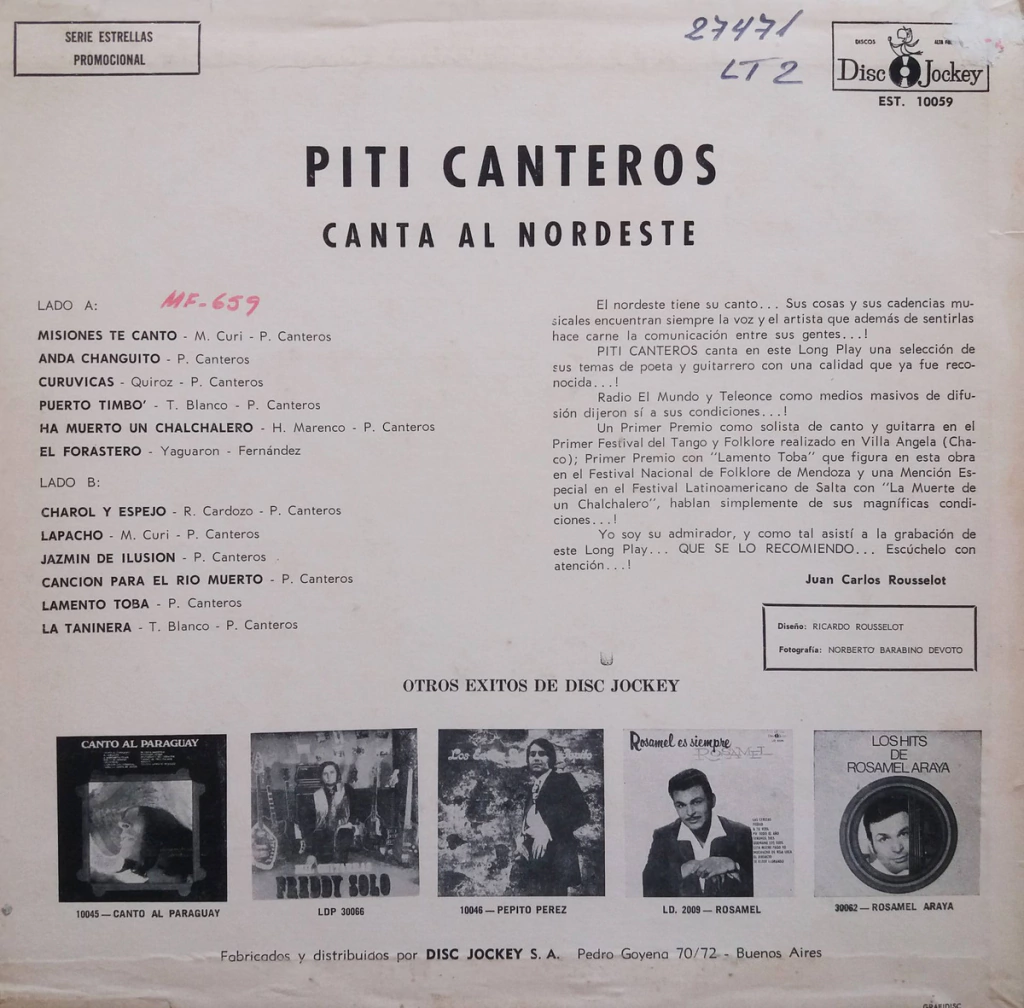 SERIE ESTRELLAS
PROMOCIONAL
27471
LT 2
DISCOS
Disc Jockey
EST. 10059
PITI CANTEROS
CANTA AL NORDESTE
LADO A:
MF-659
MISIONES TE CANTO - M. Curi - P. Canteros
ANDA CHANGUITO - P. Canteros
CURUVICAS - Quiroz - P. Canteros
PUERTO TIMBO' - T. Blanco - P. Canteros
HA MUERTO UN CHALCHALERO - H. Marenco - P. Canteros
EL FORASTERO - Yaguaron - Fernández
LADO B:
CHAROL Y ESPEJO - R. Cardozo - P. Canteros
LAPACHO - M. Curi - P. Canteros
JAZMIN DE ILUSION - P. Canteros
CANCION PARA EL RIO MUERTO - P. Canteros
LAMENTO TOBA - P. Canteros
LA TANINERA - T. Blanco - P. Canteros
El nordeste tiene su canto... Sus cosas y sus cadencias mu-
sicales encuentran siempre la voz y el artista que además de sentirlas
hace carne la comunicación entre sus gentes...!
PITI CANTEROS canta en este Long Play una selección de
sus temas de poeta y guitarrero con una calidad que ya fue reco-
nocida...!
Radio El Mundo y Teleonce como medios masivos de difu-
sión dijeron sí a sus condiciones...!
Un Primer Premio como solista de canto y guitarra en el
Primer Festival del Tango y Folklore realizado en Villa Angela (Cha-
co); Primer Premio con "Lamento Toba" que figura en esta obra
en el Festival Nacional de Folklore de Mendoza y una Mención Es-
pecial en el Festival Latinoamericano de Salta con "La Muerte de
un Chalchalero", hablan simplemente de sus magníficas condi-
ciones...!
Yo soy su admirador, y como tal asistí a la grabación de
este Long Play... QUE SE LO RECOMIENDO... Escúchelo con
atención...!
Juan Carlos Rousselot
Diseño: RICARDO ROUSSELOT
Fotografía: NORBERTO BARABINO DEVOTO
OTROS EXITOS DE DISC JOCKEY
CANTO AL PARAGUAY
FREDDY SOLO
Rosamel es siempre
ROSAMEL
LOS HITS
DE
ROSAMEL ARAYA
10045 — CANTO AL PARAGUAY
LDP 30066
10046 — PEPITO PEREZ
LD. 2009 — ROSAMEL
30062 — ROSAMEL ARAYA
Fabricados y distribuidos por DISC JOCKEY S. A. Pedro Goyena 70/72 - Buenos Aires